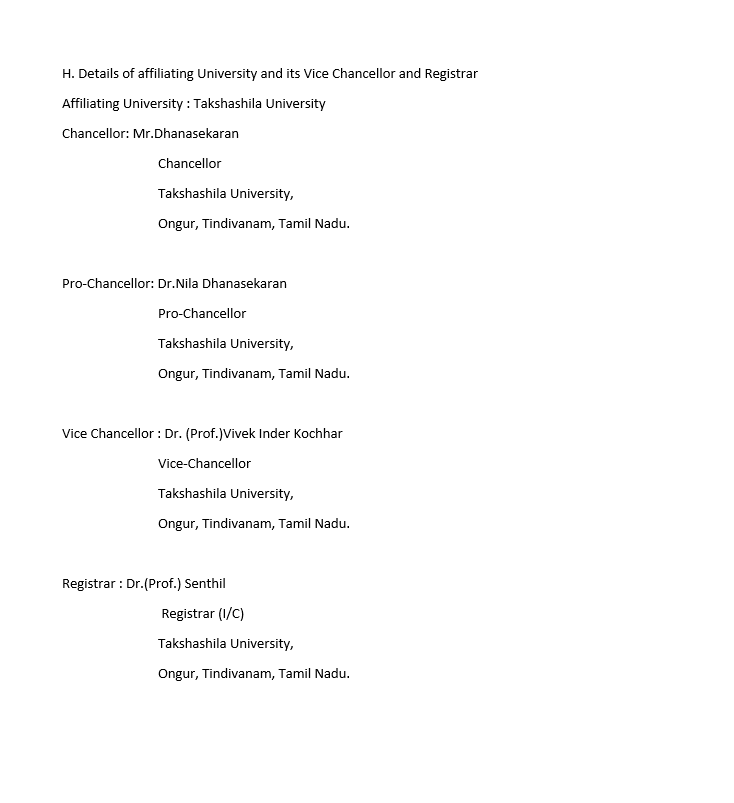 H. Details of affiliating University and its Vice Chancellor and Registrar
Affiliating University : Takshashila University
Chancellor: Mr.Dhanasekaran
Chancellor
Takshashila University,
Ongur, Tindivanam, Tamil Nadu.
Pro-Chancellor: Dr.Nila Dhanasekaran
Pro-Chancellor
Takshashila University,
Ongur, Tindivanam, Tamil Nadu.
Vice Chancellor : Dr. (Prof.)Vivek Inder Kochhar
Vice-Chancellor
Takshashila University,
Ongur, Tindivanam, Tamil Nadu.
Registrar : Dr.(Prof.) Senthil
Registrar (I/C)
Takshashila University,
Ongur, Tindivanam, Tamil Nadu.